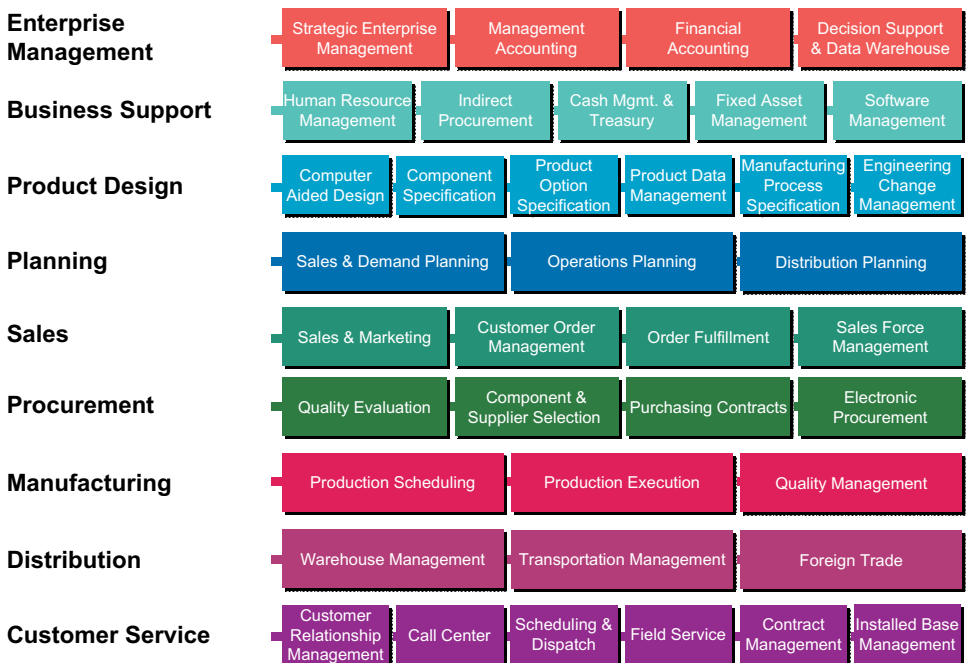 Enterprise
Management
Strategic Enterprise
Management
Management
Accounting
Financial
Accounting
Decision Support
& Data Warehouse
Business Support
Human Resource
Management
Indirect
Procurement
Cash Mgmt. &
Treasury
Fixed Asset
Management
Software
Management
Product Design
Computer
Aided Design
Component
Specification
Product
Option
Specification
Product Data
Management
Manufacturing
Process
Specification
Engineering
Change
Management
Planning
Sales & Demand Planning
Operations Planning
Distribution Planning
Sales
Sales & Marketing
Customer Order
Management
Order Fulfillment
Sales Force
Management
Procurement
Quality Evaluation
Component &
Supplier Selection
Purchasing Contracts
Electronic
Procurement
Manufacturing
Production Scheduling
Production Execution
Quality Management
Distribution
Warehouse Management
Transportation Management
Foreign Trade
Customer Service
Customer
Relationship
Management
Call Center
Scheduling &
Dispatch
Field Service
Contract
Management
Installed Base
Management